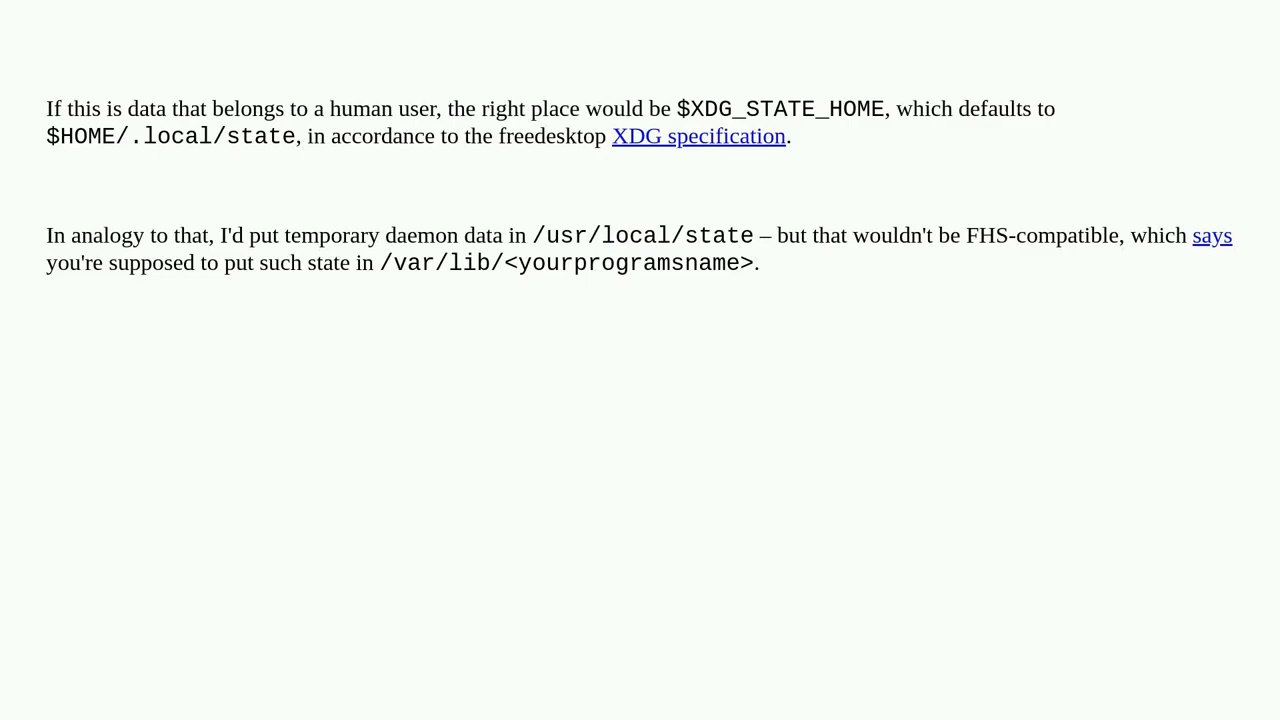 If this is data that belongs to a human user, the right place would be $XDG_STATE_HOME, which defaults to
$HOME/.local/state, in accordance to the freedesktop XDG specification.
In analogy to that, I'd put temporary daemon data in /usr/local/state – but that wouldn't be FHS-compatible, which says
you're supposed to put such state in /var/lib/<yourprogramsname>.